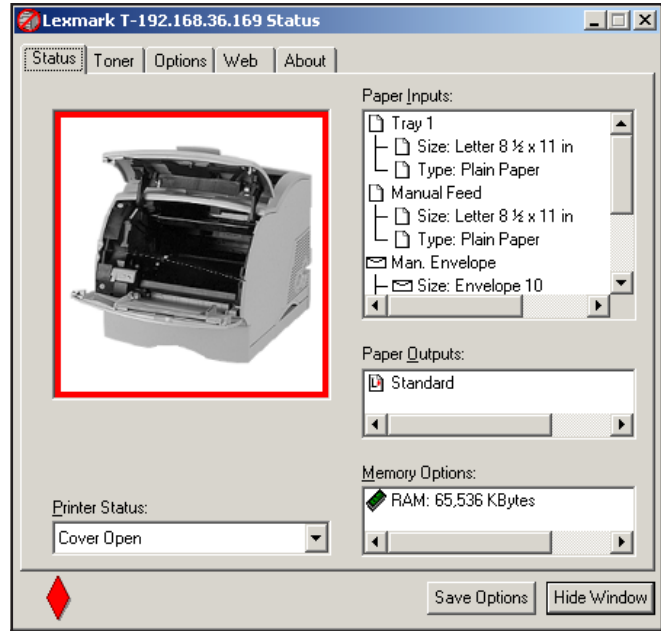 Lexmark T-192.168.36.169 Status
Status Toner Options Web About
Paper Inputs:
Tray 1
Size: Letter 8 ½ x 11 in
Type: Plain Paper
Manual Feed
Size: Letter 8 ½ x 11 in
Type: Plain Paper
Man. Envelope
Size: Envelope 10
Paper Outputs:
Standard
Memory Options:
RAM: 65,536 KBytes
Printer Status:
Cover Open
Save Options Hide Window